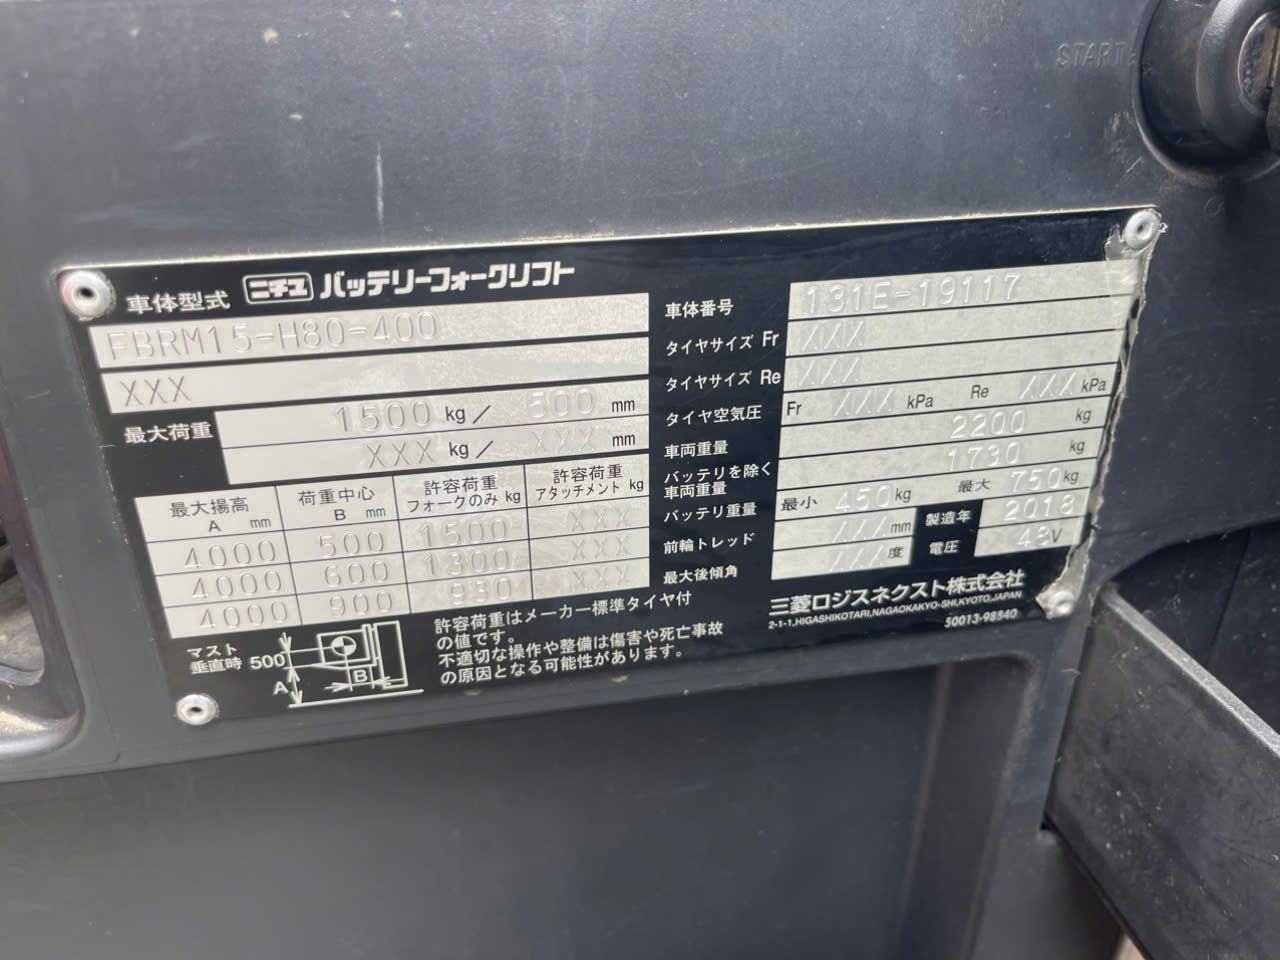 START
ニチユ バッテリーフォークリフト
車体型式
FBRM15-H80-400
XXX
最大荷重 1500 kg / 500 mm
XXX kg / XXX mm
最大揚高 A mm 荷重中心 B mm 許容荷重 フォークのみ kg 許容荷重 アタッチメント kg
4000 500 1500 XXX
4000 600 1300 XXX
4000 900 930 XXX
マスト垂直時 500 A B
許容荷重はメーカー標準タイヤ付
の値です。
不適切な操作や整備は傷害や死亡事故
の原因となる可能性があります。
車体番号 131E-19117
タイヤサイズ Fr XXX
タイヤサイズ Re XXX
タイヤ空気圧 Fr XXX kPa Re XXX kPa
車両重量 2200 kg
バッテリを除く車両重量 1730 kg
バッテリ重量 最小 450 kg 最大 750 kg
前輪トレッド XXX mm 製造年 2018
最大後傾角 XXX 度 電圧 48V
三菱ロジスネクスト株式会社
2-1-1,HIGASHIKOTARI,NAGAOKAKYO-SHI,KYOTO,JAPAN
50013-98840